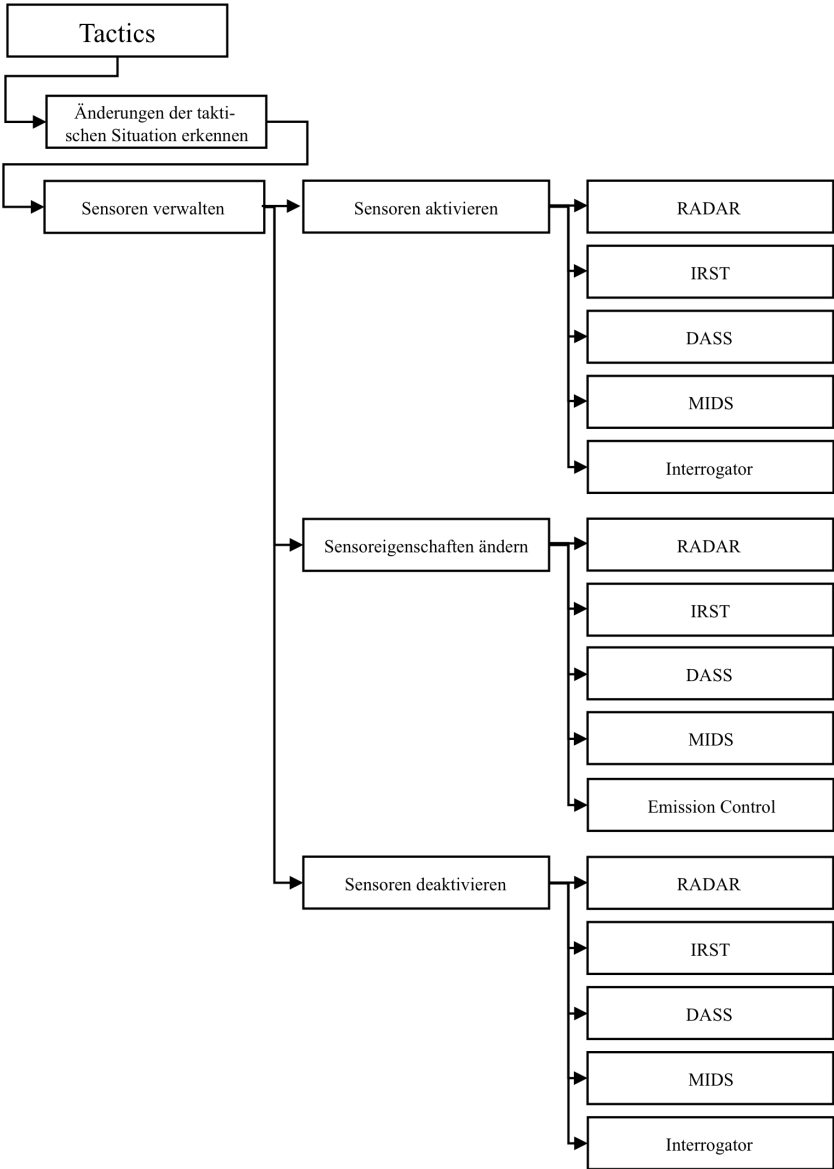 Tactics
Änderungen der takti-
schen Situation erkennen
Sensoren verwalten
Sensoren aktivieren
RADAR
IRST
DASS
MIDS
Interrogator
Sensoreigenschaften ändern
RADAR
IRST
DASS
MIDS
Emission Control
Sensoren deaktivieren
RADAR
IRST
DASS
MIDS
Interrogator